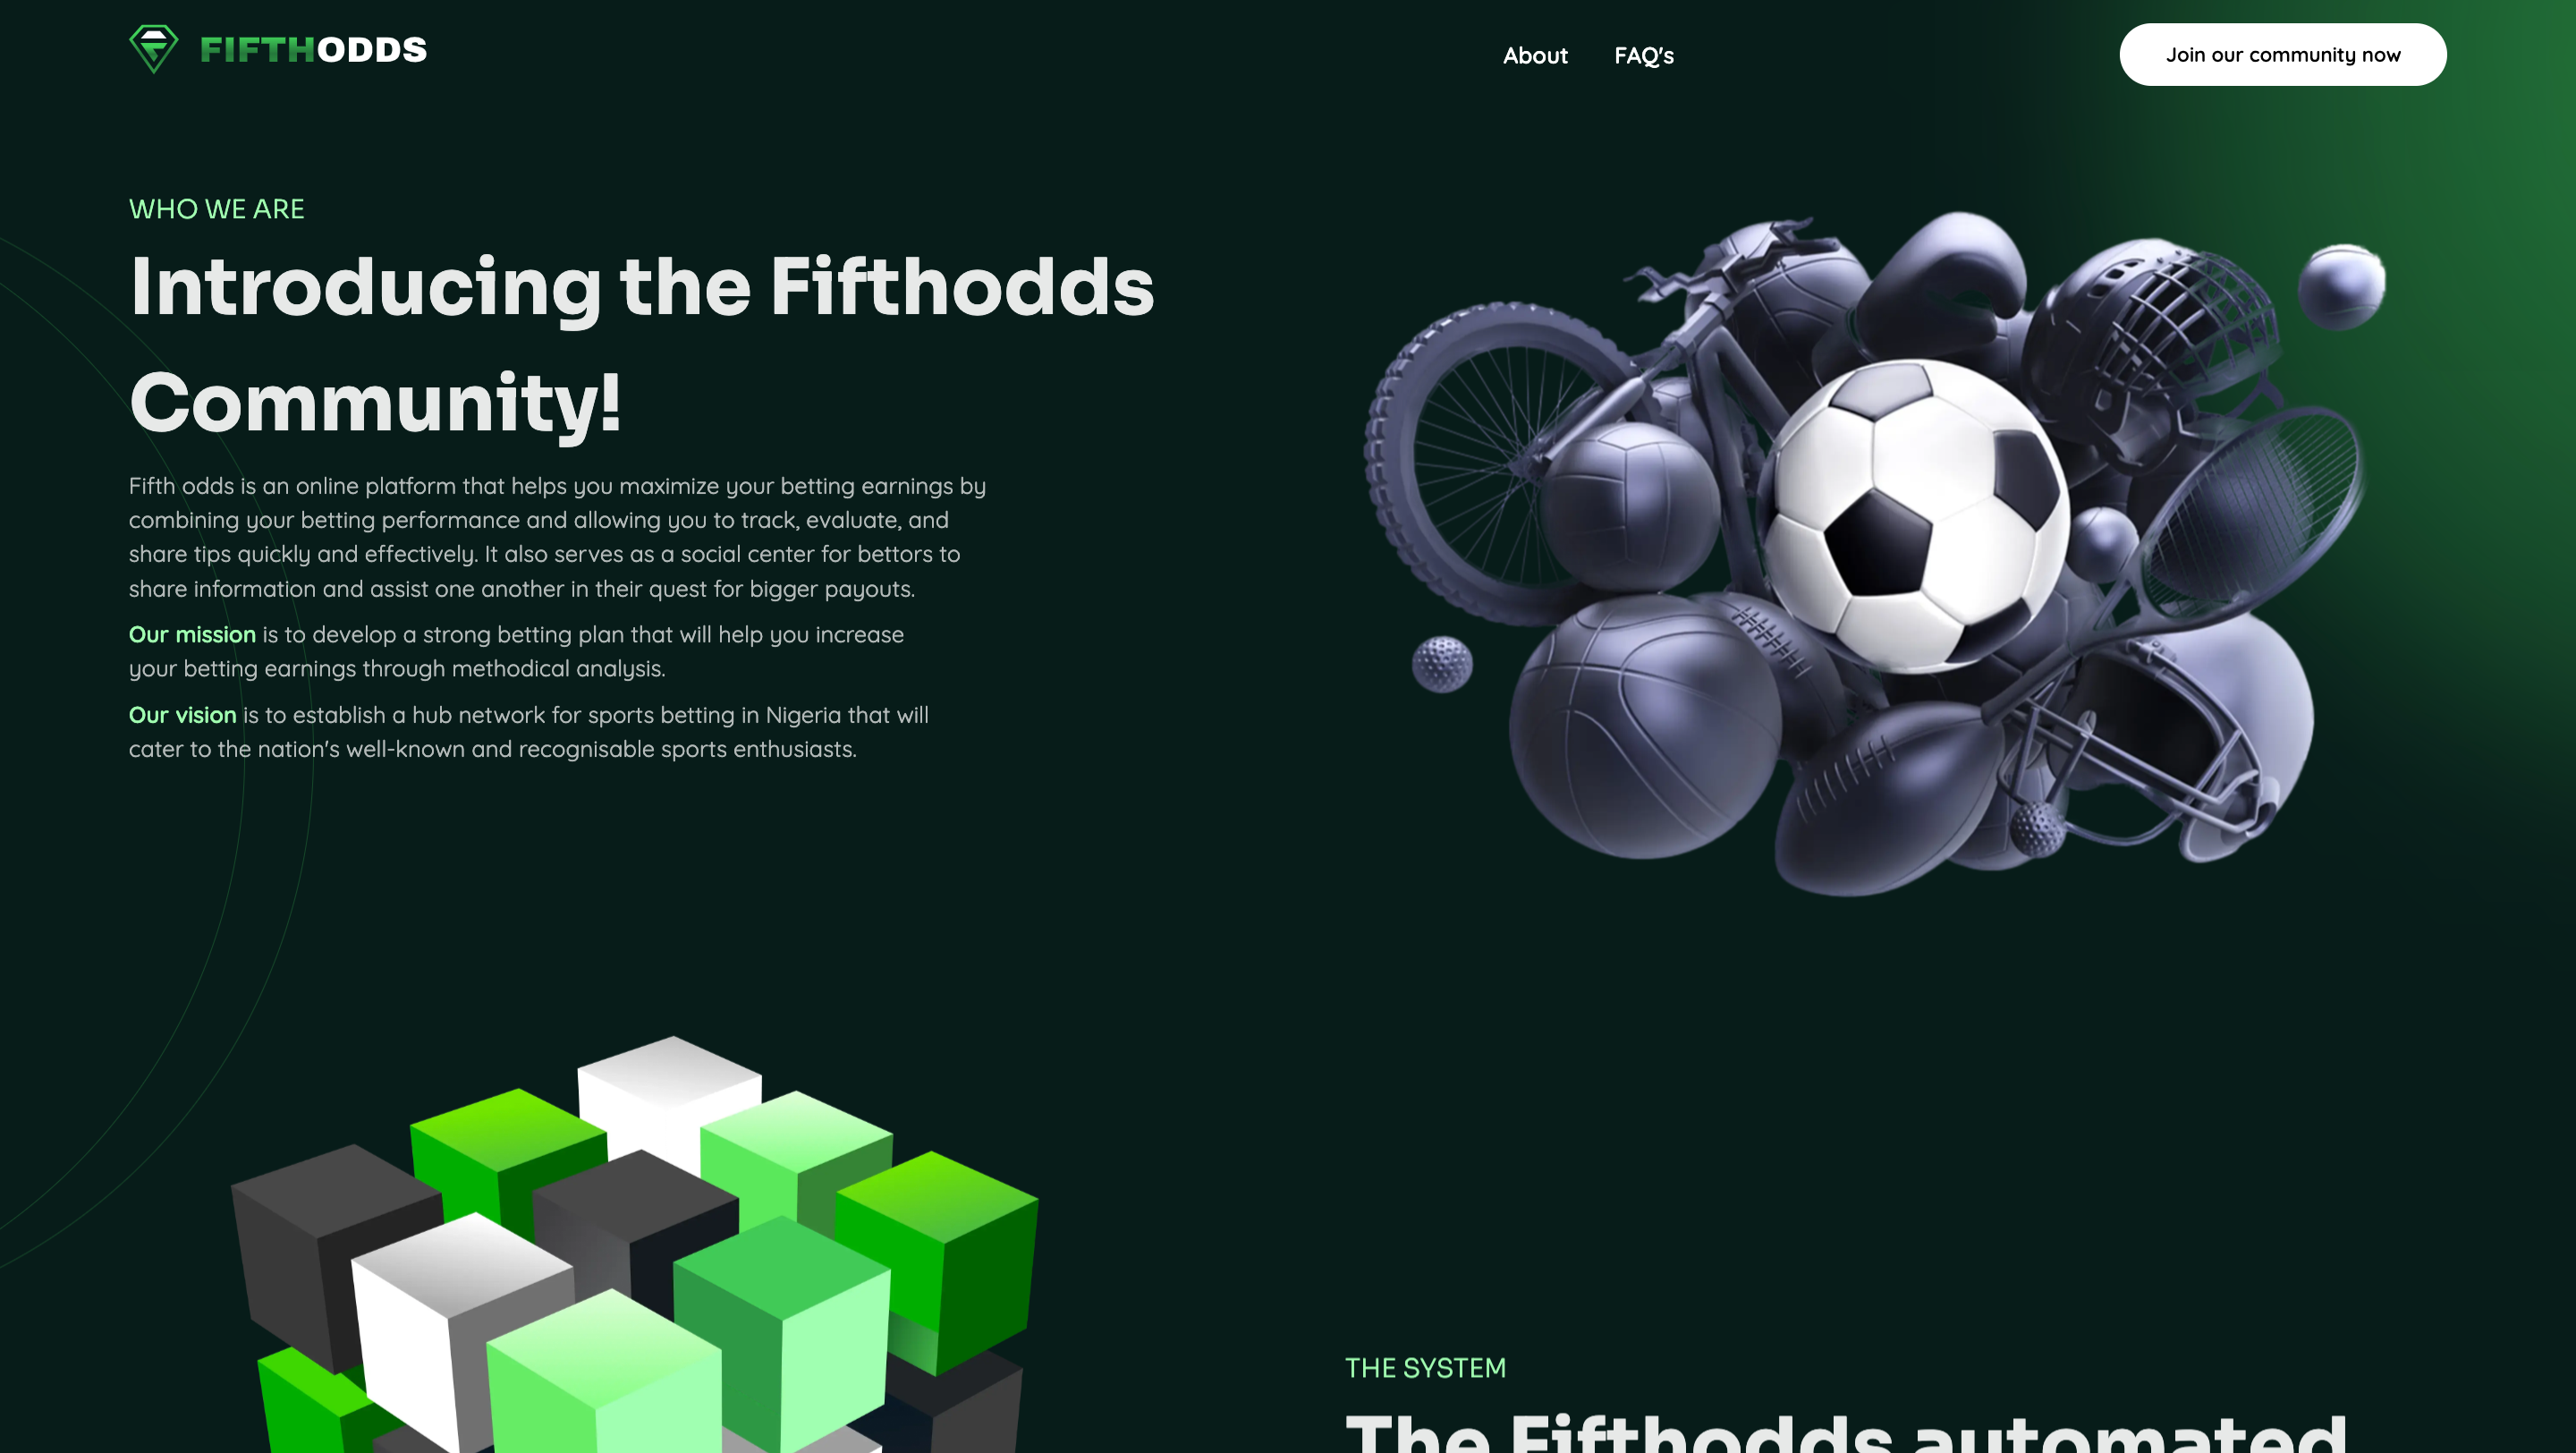 FIFTHODDS
About
FAQ's
Join our community now
WHO WE ARE
Introducing the Fifthodds
Community!
Fifth odds is an online platform that helps you maximize your betting earnings by
combining your betting performance and allowing you to track, evaluate, and
share tips quickly and effectively. It also serves as a social center for bettors to
share information and assist one another in their quest for bigger payouts.
Our mission is to develop a strong betting plan that will help you increase
your betting earnings through methodical analysis.
Our vision is to establish a hub network for sports betting in Nigeria that will
cater to the nation's well-known and recognisable sports enthusiasts.
THE SYSTEM
The Fifthodds automated